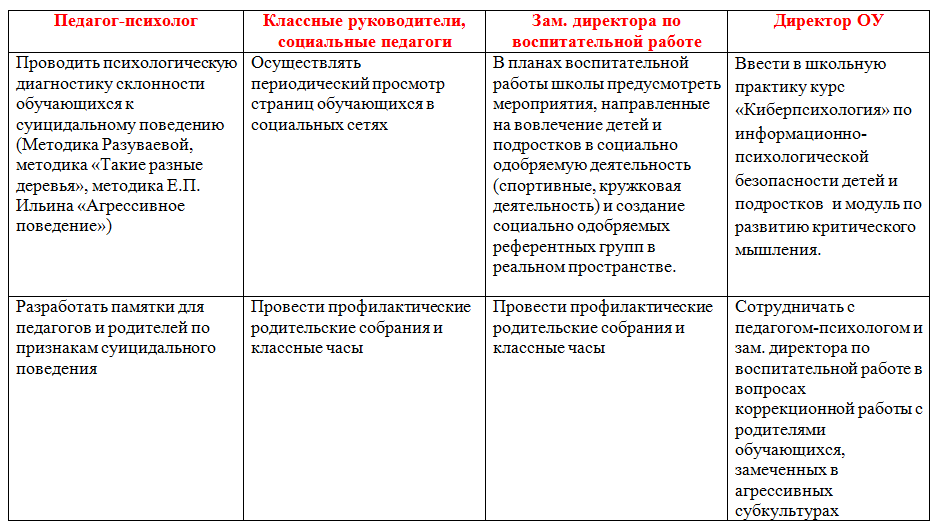 Педагог-психолог
Классные руководители,
социальные педагоги
Зам. директора по
воспитательной работе
Директор ОУ
Проводить психологическую
диагностику склонности
обучающихся к
суицидальному поведению
(Методика Разуваевой,
методика «Такие разные
деревья», методика Е.П.
Ильина «Агрессивное
поведение»)
Осуществлять
периодический просмотр
страниц обучающихся в
социальных сетях
В планах воспитательной
работы школы предусмотреть
мероприятия, направленные
на вовлечение детей и
подростков в социально
одобряемую деятельность
(спортивные, кружковая
деятельность) и создание
социально одобряемых
референтных групп в
реальном пространстве.
Ввести в школьную
практику курс
«Киберпсихология» по
информационно-
психологической
безопасности детей и
подростков и модуль по
развитию критического
мышления.
Разработать памятки для
педагогов и родителей по
признакам суицидального
поведения
Провести профилактические
родительские собрания и
классные часы
Провести профилактические
родительские собрания и
классные часы
Сотрудничать с
педагогом-психологом и
зам. директора по
воспитательной работе в
вопросах
коррекционной работы с
родителями
обучающихся,
замеченных в
агрессивных
субкультурах